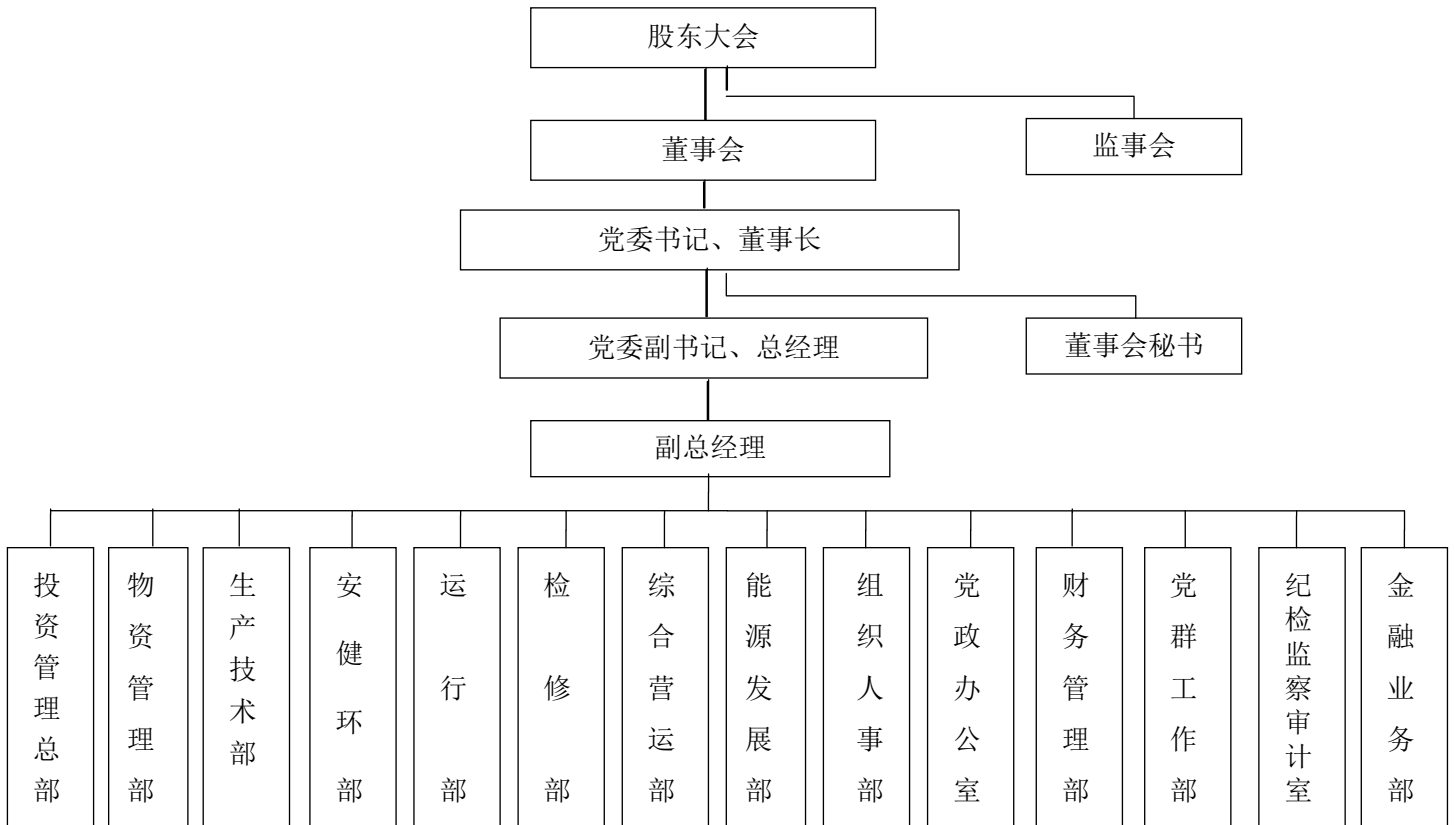 股东大会
董事会
监事会
党委书记、董事长
党委副书记、总经理
董事会秘书
副总经理
投资管理总部
物资管理部
生产技术部
安健环部
运行部
检修部
综合营运部
能源发展部
组织人事部
党政办公室
财务管理部
党群工作部
纪检监察审计室
金融业务部